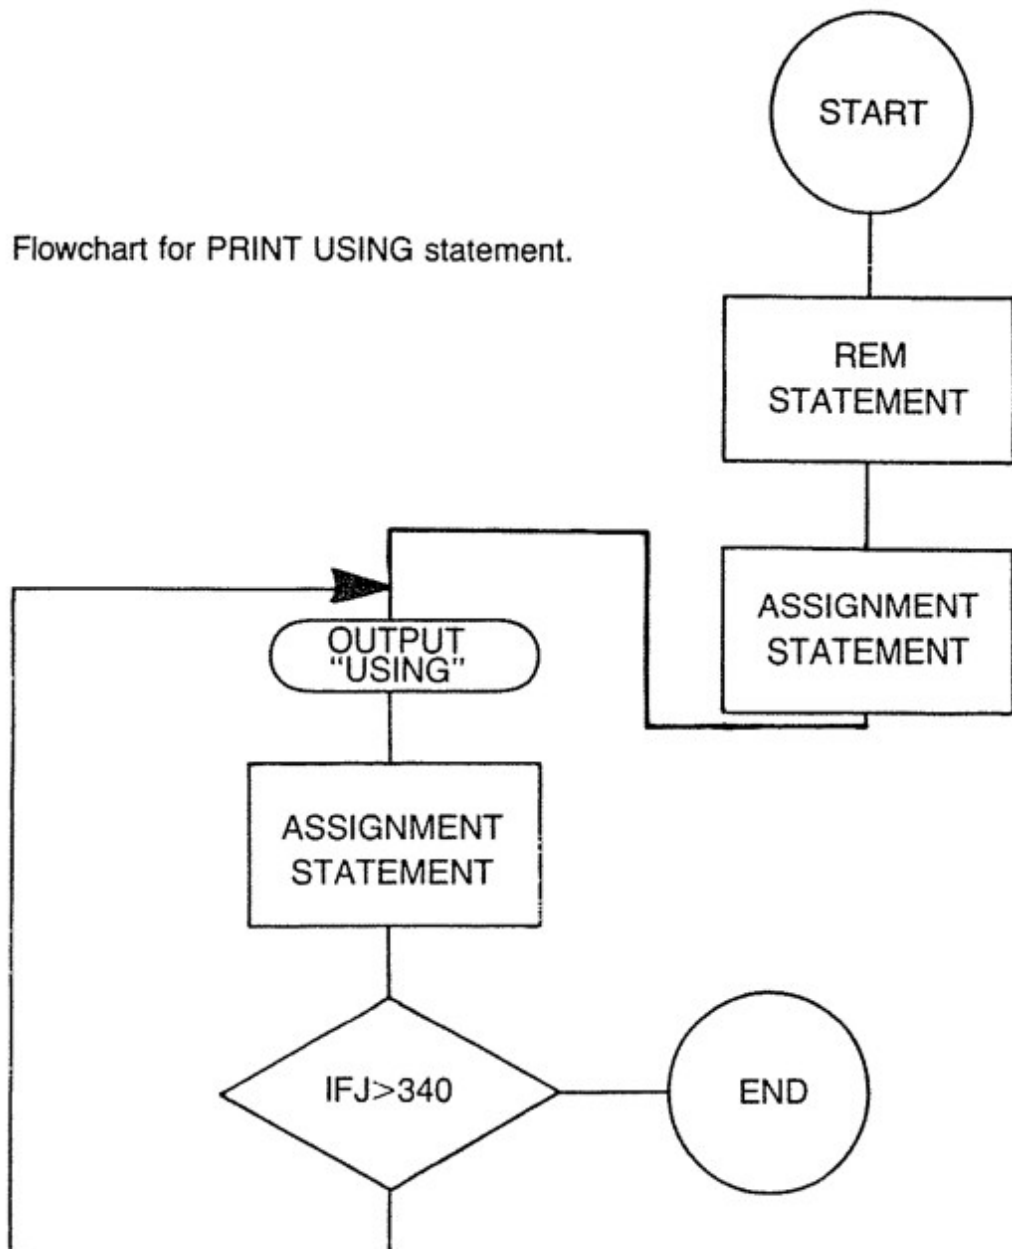 START
Flowchart for PRINT USING statement.
REM
STATEMENT
ASSIGNMENT
STATEMENT
OUTPUT
“USING”
ASSIGNMENT
STATEMENT
IFJ>340
END